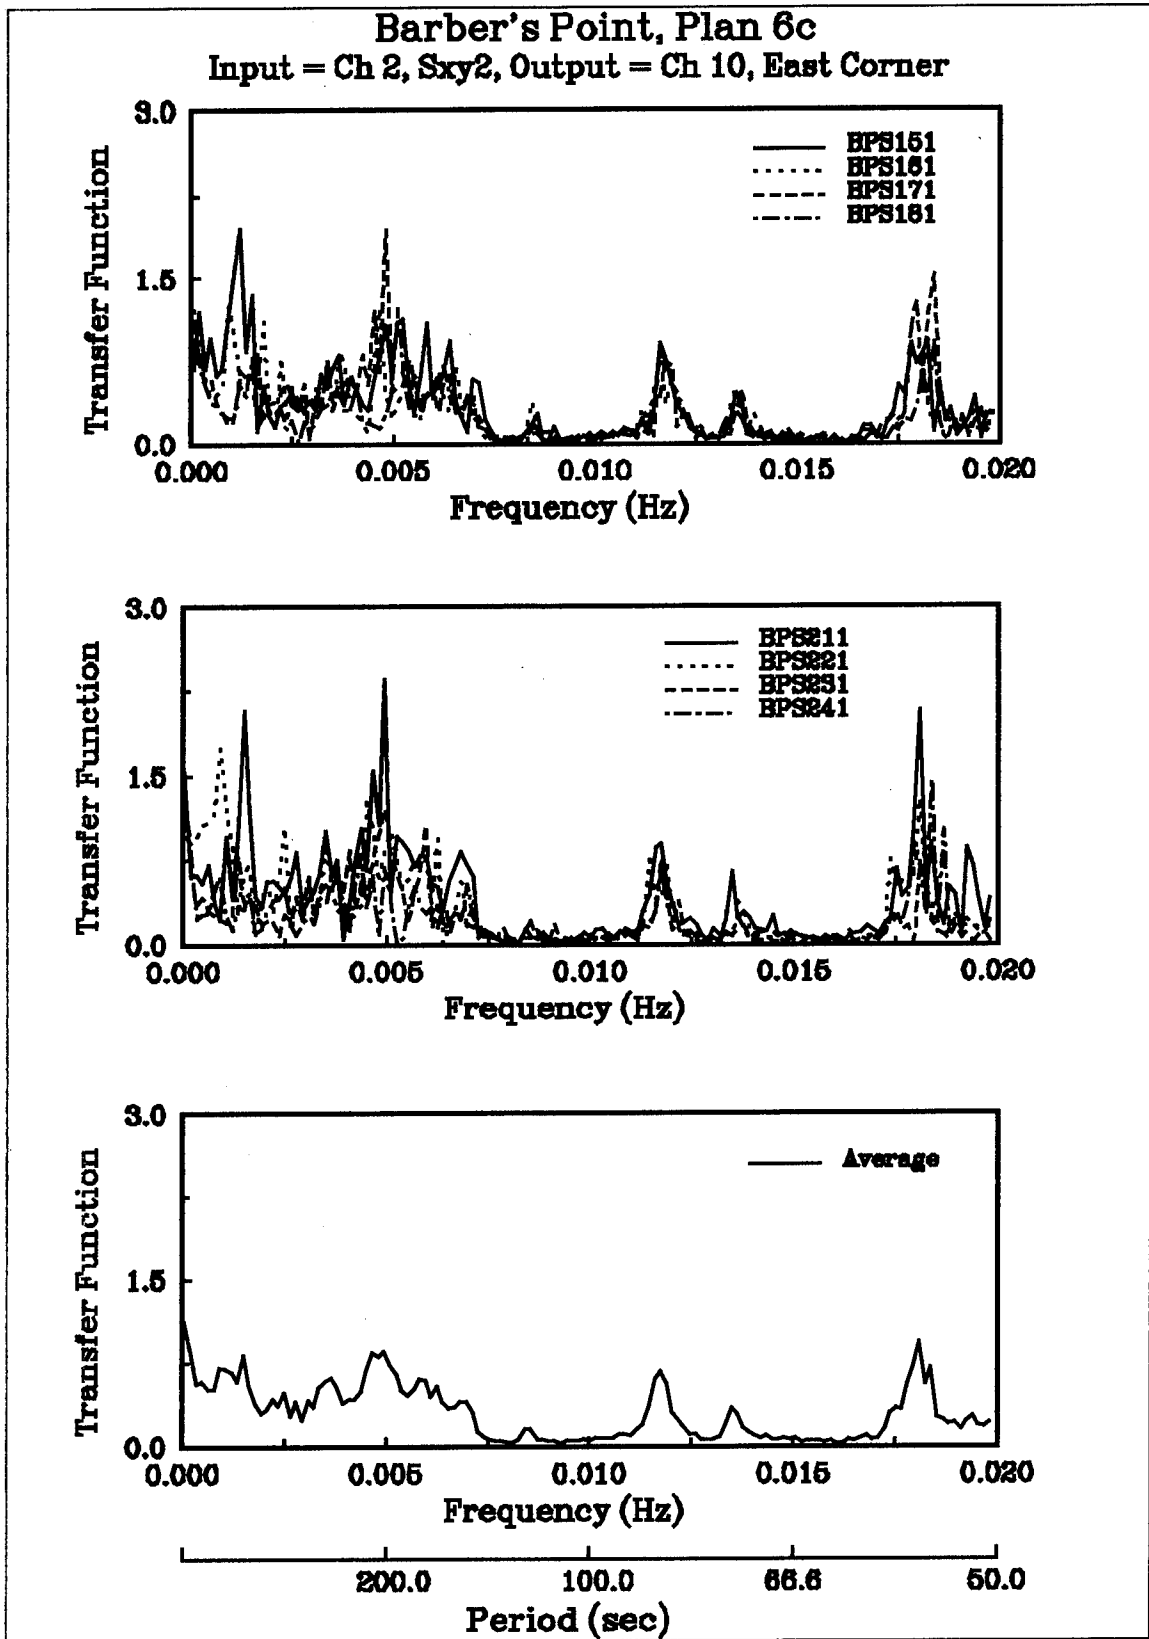 Barber's Point, Plan 6c
Input = Ch 2, Sxy2, Output = Ch 10, East Corner
3.0
BPS151
BPS161
BPS171
BPS181
Transfer Function
1.5
0.0
0.000 0.005 0.010 0.015 0.020
Frequency (Hz)
3.0
BPS211
BPS221
BPS231
BPS241
Transfer Function
1.5
0.0
0.000 0.005 0.010 0.015 0.020
Frequency (Hz)
3.0
Average
Transfer Function
1.5
0.0
0.000 0.005 0.010 0.015 0.020
Frequency (Hz)
200.0 100.0 66.6 50.0
Period (sec)